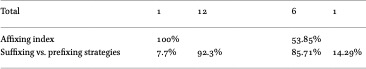 Total 1 12 6 1
Affixing index 100% 53.85%
Suffixing vs. prefixing strategies 7.7% 92.3% 85.71% 14.29%